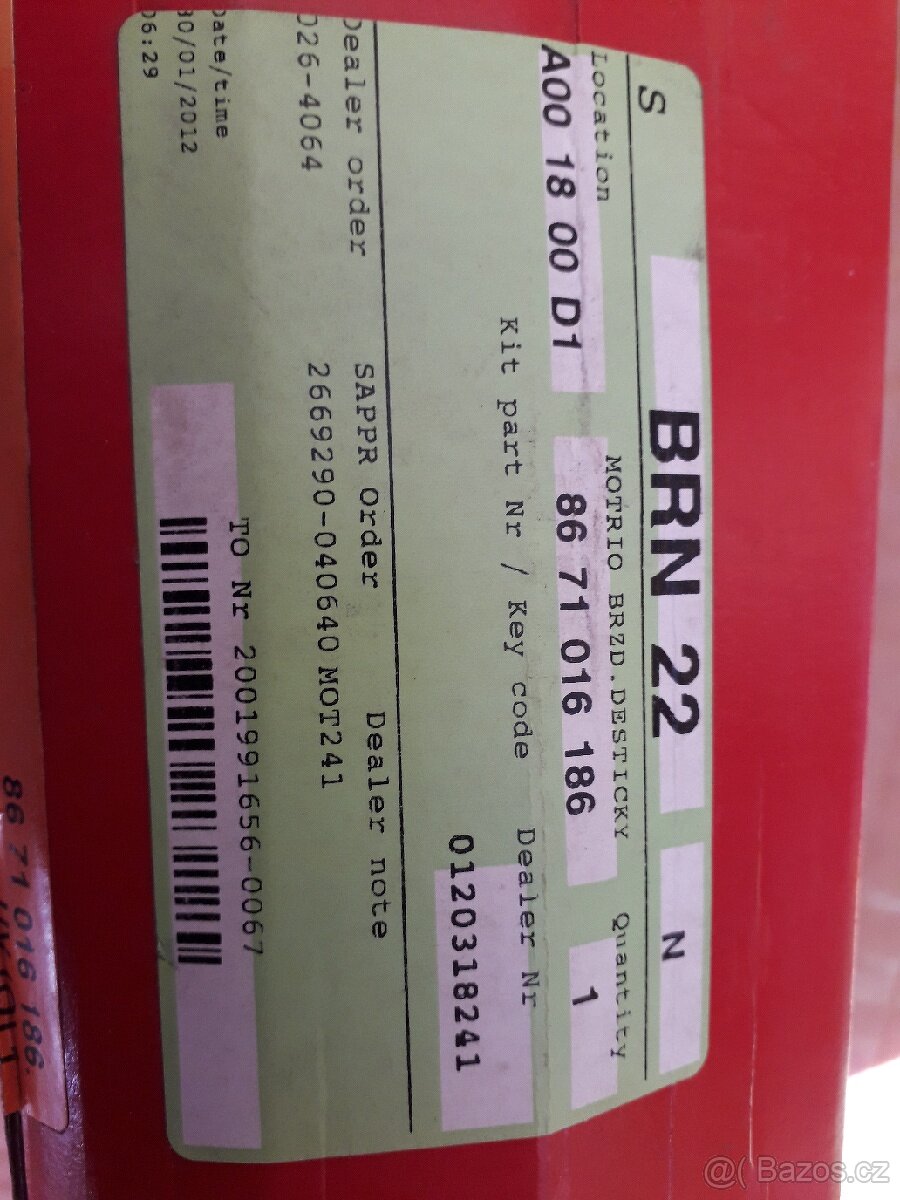 S BRN 22 N
Location MOTRIO BRZD.DESTICKY Quantity
A00 18 00 D1 86 71 016 186 1
Kit part Nr / Key code Dealer Nr
0120318241
Dealer order SAPPR Order Dealer note
026-4064 2669290-040640 MOT241
Date/time
30/01/2012 TO Nr 2001991656-0067
06:29
86 71 016 186
@( Bazos.cz